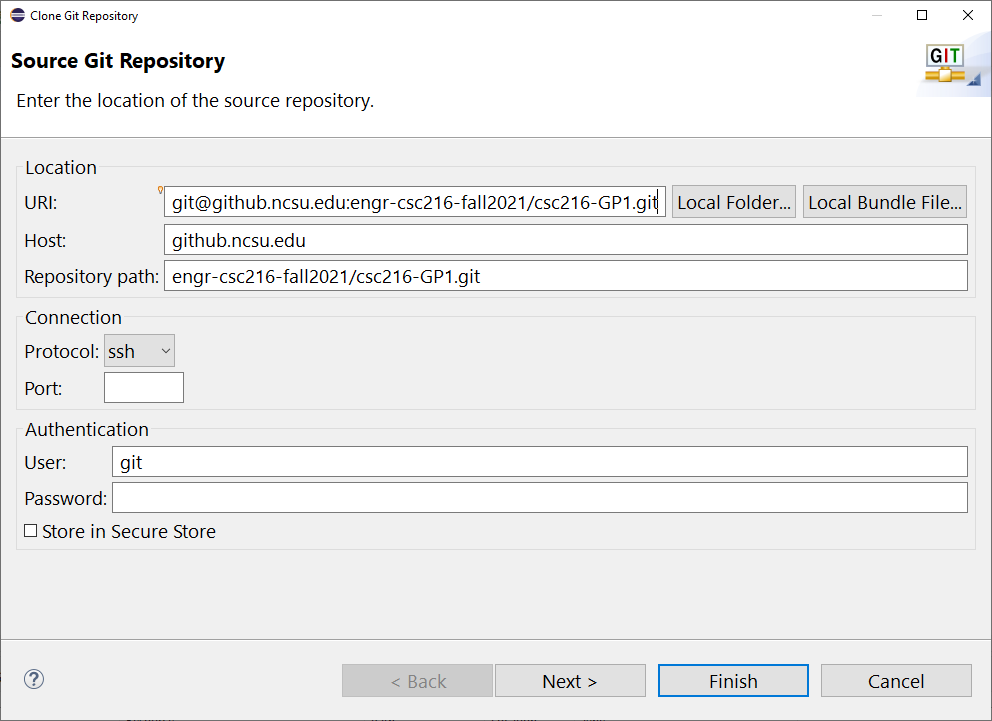 Clone Git Repository
Source Git Repository
GIT
Enter the location of the source repository.
Location
URI: git@github.ncsu.edu:engr-csc216-fall2021/csc216-GP1.git Local Folder... Local Bundle File...
Host: github.ncsu.edu
Repository path: engr-csc216-fall2021/csc216-GP1.git
Connection
Protocol: ssh
Port:
Authentication
User: git
Password:
Store in Secure Store
? < Back Next > Finish Cancel